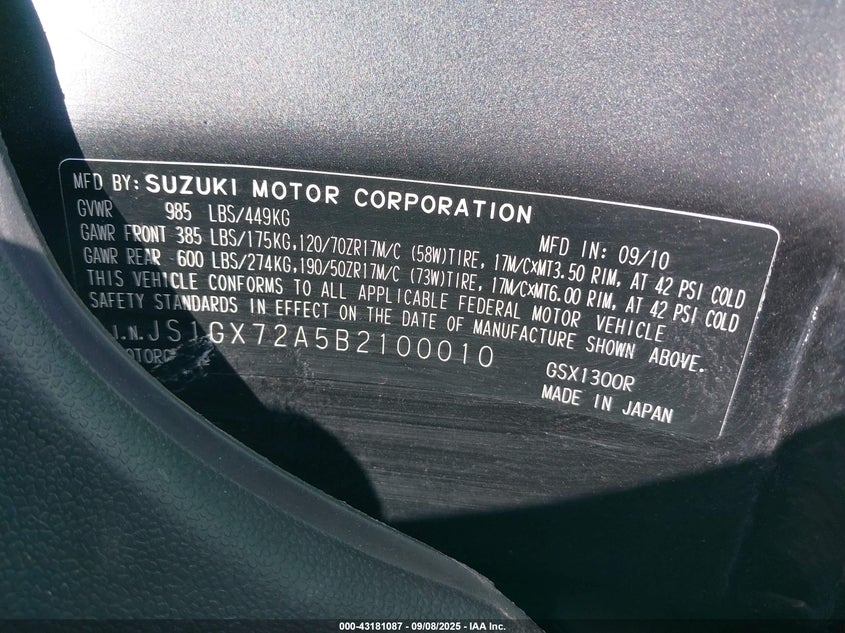 MFD BY: SUZUKI MOTOR CORPORATION
GVWR 985 LBS/449KG MFD IN: 09/10
GAWR FRONT 385 LBS/175KG,120/70ZR17M/C (58W)TIRE, 17M/C×MT3.50 RIM, AT 42 PSI COLD
GAWR REAR 600 LBS/274KG,190/50ZR17M/C (73W)TIRE, 17M/C×MT6.00 RIM, AT 42 PSI COLD
THIS VEHICLE CONFORMS TO ALL APPLICABLE FEDERAL MOTOR VEHICLE
SAFETY STANDARDS IN EFFECT ON THE DATE OF MANUFACTURE SHOWN ABOVE.
I.N. JS1GX72A5B2100010 GSX1300R
MOTORC MADE IN JAPAN
000-43181087 - 09/08/2025 - IAA Inc.